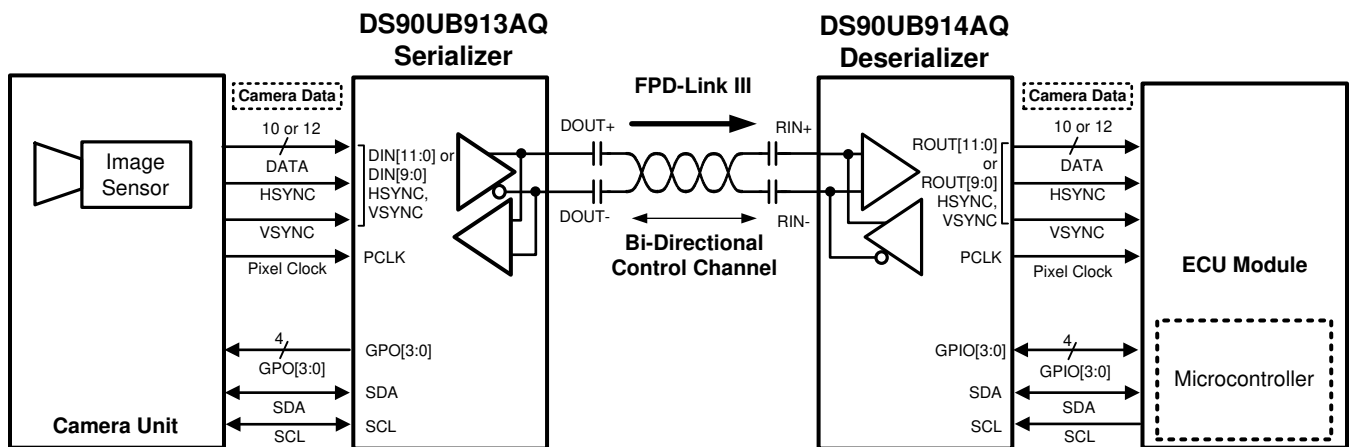 DS90UB913AQ
Serializer
DS90UB914AQ
Deserializer
Camera Data
FPD-Link III
Camera Data
Image
Sensor
10 or 12
DATA
HSYNC
VSYNC
Pixel Clock
DIN[11:0] or
DIN[9:0]
HSYNC,
VSYNC
PCLK
DOUT+
DOUT-
RIN+
RIN-
Bi-Directional
Control Channel
ROUT[11:0]
or
ROUT[9:0]
HSYNC,
VSYNC
PCLK
10 or 12
DATA
HSYNC
VSYNC
Pixel Clock
ECU Module
4
GPO[3:0]
SDA
SCL
GPO[3:0]
SDA
SCL
Camera Unit
GPIO[3:0]
SDA
SCL
4
GPIO[3:0]
SDA
SCL
Microcontroller